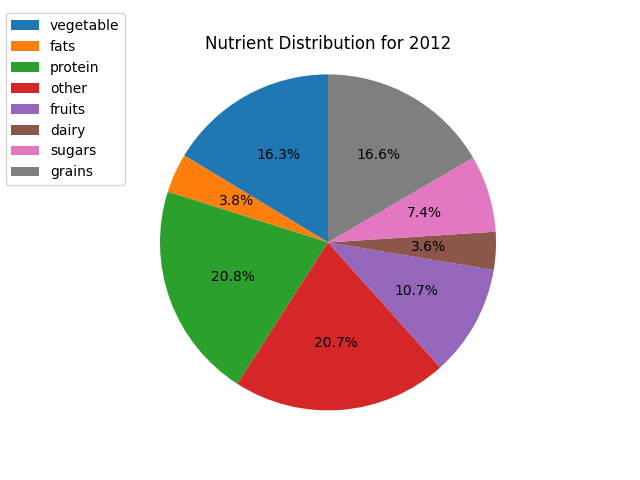 Nutrient Distribution for 2012
vegetable
fats
protein
other
fruits
dairy
sugars
grains
16.3%
3.8%
20.8%
20.7%
10.7%
3.6%
7.4%
16.6%